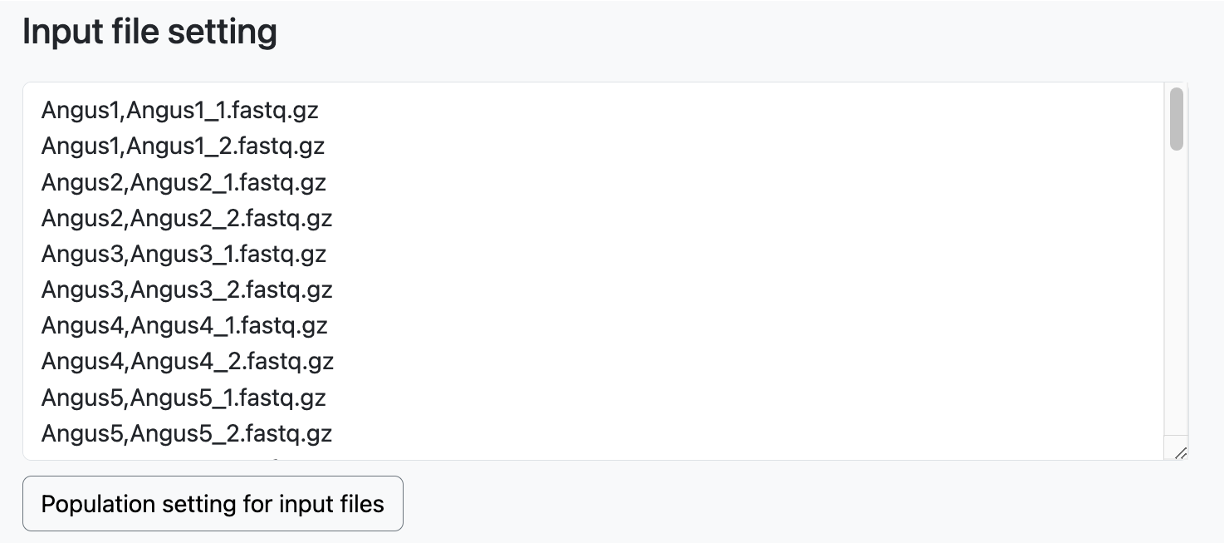 Input file setting
Angus1,Angus1_1.fastq.gz
Angus1,Angus1_2.fastq.gz
Angus2,Angus2_1.fastq.gz
Angus2,Angus2_2.fastq.gz
Angus3,Angus3_1.fastq.gz
Angus3,Angus3_2.fastq.gz
Angus4,Angus4_1.fastq.gz
Angus4,Angus4_2.fastq.gz
Angus5,Angus5_1.fastq.gz
Angus5,Angus5_2.fastq.gz
Population setting for input files